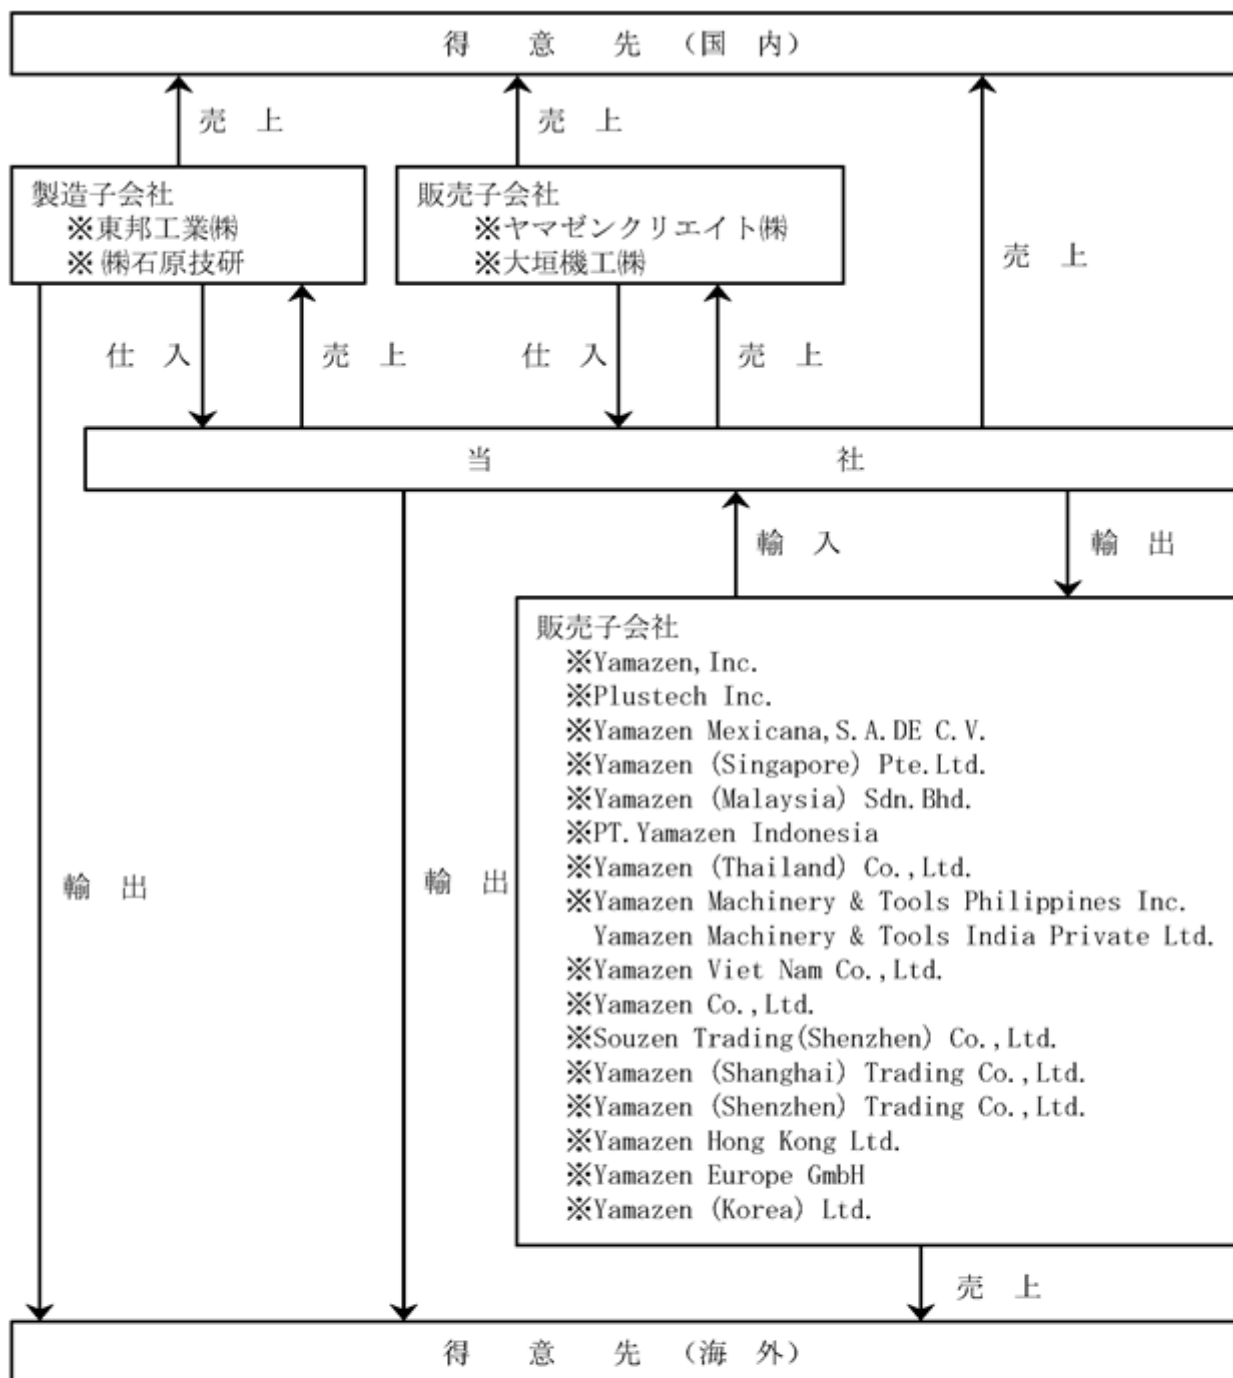 得 意 先 （国 内）
売 上
売 上
製造子会社
※東邦工業㈱
※㈱石原技研
販売子会社
※ヤマゼンクリエイト㈱
※大垣機工㈱
売 上
仕 入
売 上
仕 入
売 上
当 社
輸 入
輸 出
販売子会社
※Yamazen,Inc.
※Plustech Inc.
※Yamazen Mexicana,S.A.DE C.V.
※Yamazen (Singapore) Pte.Ltd.
※Yamazen (Malaysia) Sdn.Bhd.
※PT.Yamazen Indonesia
※Yamazen (Thailand) Co.,Ltd.
※Yamazen Machinery & Tools Philippines Inc.
Yamazen Machinery & Tools India Private Ltd.
※Yamazen Viet Nam Co.,Ltd.
※Yamazen Co.,Ltd.
※Souzen Trading(Shenzhen) Co.,Ltd.
※Yamazen (Shanghai) Trading Co.,Ltd.
※Yamazen (Shenzhen) Trading Co.,Ltd.
※Yamazen Hong Kong Ltd.
※Yamazen Europe GmbH
※Yamazen (Korea) Ltd.
輸 出
輸 出
売 上
得 意 先 （海 外）